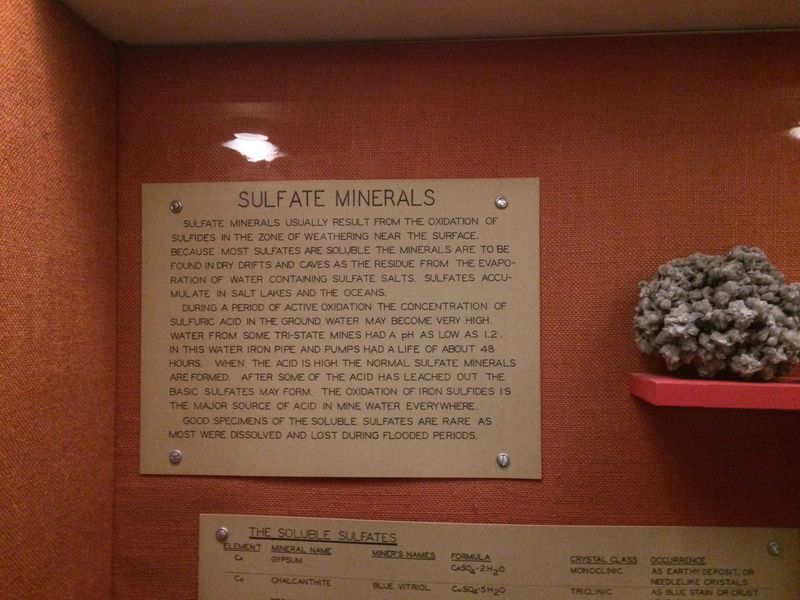 SULFATE MINERALS
SULFATE MINERALS USUALLY RESULT FROM THE OXIDATION OF
SULFIDES IN THE ZONE OF WEATHERING NEAR THE SURFACE.
BECAUSE MOST SULFATES ARE SOLUBLE THE MINERALS ARE TO BE
FOUND IN DRY DRIFTS AND CAVES AS THE RESIDUE FROM THE EVAPO-
RATION OF WATER CONTAINING SULFATE SALTS. SULFATES ACCU-
MULATE IN SALT LAKES AND THE OCEANS.
DURING A PERIOD OF ACTIVE OXIDATION THE CONCENTRATION OF
SULFURIC ACID IN THE GROUND WATER MAY BECOME VERY HIGH.
WATER FROM SOME TRI-STATE MINES HAD A pH AS LOW AS 1.2.
IN THIS WATER IRON PIPE AND PUMPS HAD A LIFE OF ABOUT 48
HOURS. WHEN THE ACID IS HIGH THE NORMAL SULFATE MINERALS
ARE FORMED. AFTER SOME OF THE ACID HAS LEACHED OUT THE
BASIC SULFATES MAY FORM. THE OXIDATION OF IRON SULFIDES IS
THE MAJOR SOURCE OF ACID IN MINE WATER EVERYWHERE.
GOOD SPECIMENS OF THE SOLUBLE SULFATES ARE RARE AS
MOST WERE DISSOLVED AND LOST DURING FLOODED PERIODS.
THE SOLUBLE SULFATES
ELEMENT MINERAL NAME MINER'S NAMES FORMULA CRYSTAL CLASS OCCURRENCE
Ca GYPSUM CaSO4·2H2O MONOCLINIC AS EARTHY DEPOSIT, OR
NEEDLELIKE CRYSTALS
Cu CHALCANTHITE BLUE VITRIOL CuSO4·5H2O TRICLINIC AS BLUE STAIN OR CRUST